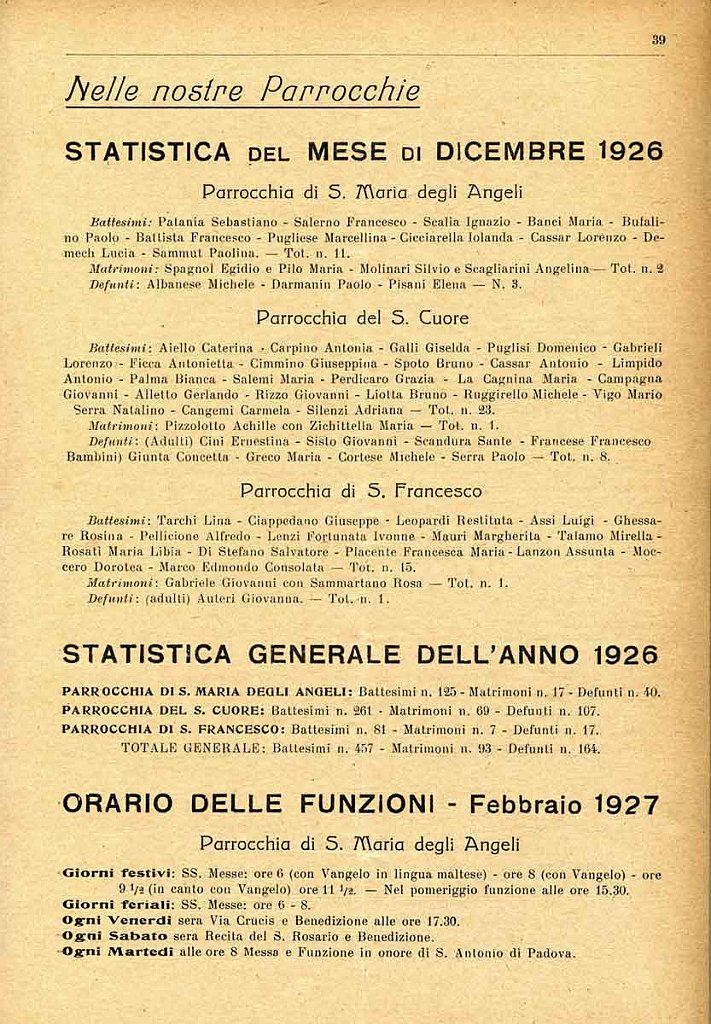 39
Nelle nostre Parrocchie
STATISTICA DEL MESE DI DICEMBRE 1926
Parrocchia di S. Maria degli Angeli
Battesimi: Patania Sebastiano - Salerno Francesco - Scalia Ignazio - Banci Maria - Bufali-
no Paolo - Battista Francesco - Pugliese Marcellina - Cicciarella Iolanda - Cassar Lorenzo - De-
mech Lucia - Sammut Paolina. — Tot. n. 11.
Matrimoni: Spagnol Egidio e Pilo Maria - Molinari Silvio e Scagliarini Angelina — Tot. n. 2
Defunti: Albanese Michele - Darmanin Paolo - Pisani Elena — N. 3.
Parrocchia del S. Cuore
Battesimi: Aiello Caterina - Carpino Antonia - Galli Giselda - Puglisi Domenico - Gabrieli
Lorenzo - Ficca Antonietta - Cimmino Giuseppina - Spoto Bruno - Cassar Antonio - Limpido
Antonio - Palma Bianca - Salemi Maria - Perdicaro Grazia - La Cagnina Maria - Campagna
Giovanni - Alletto Gerlando - Rizzo Giovanni - Liotta Bruno - Ruggirello Michele - Vigo Mario
Serra Natalino - Cangemi Carmela - Silenzi Adriana — Tot. n. 23.
Matrimoni: Pizzolotto Achille con Zichittella Maria — Tot. n. 1.
Defunti: (Adulti) Cini Ernestina - Sisto Giovanni - Scandura Sante - Francese Francesco
Bambini) Giunta Concetta - Greco Maria - Cortese Michele - Serra Paolo — Tot. n. 8.
Parrocchia di S. Francesco
Battesimi: Tarchi Lina - Ciappedano Giuseppe - Leopardi Restituta - Assi Luigi - Ghessa-
re Rosina - Pellicione Alfredo - Lenzi Fortunata Ivonne - Mauri Margherita - Talamo Mirella -
Rosati Maria Libia - Di Stefano Salvatore - Placente Francesca Maria - Lanzon Assunta - Moc-
cero Dorotea - Marco Edmondo Consolata — Tot. n. 15.
Matrimoni: Gabriele Giovanni con Sammartano Rosa — Tot. n. 1.
Defunti: (adulti) Auteri Giovanna. — Tot. n. 1.
STATISTICA GENERALE DELL'ANNO 1926
PARROCCHIA DI S. MARIA DEGLI ANGELI: Battesimi n. 125 - Matrimoni n. 17 - Defunti n. 40.
PARROCCHIA DEL S. CUORE: Battesimi n. 261 - Matrimoni n. 69 - Defunti n. 107.
PARROCCHIA DI S. FRANCESCO: Battesimi n. 81 - Matrimoni n. 7 - Defunti n. 17.
TOTALE GENERALE: Battesimi n. 457 - Matrimoni n. 93 - Defunti n. 164.
ORARIO DELLE FUNZIONI - Febbraio 1927
Parrocchia di S. Maria degli Angeli
Giorni festivi: SS. Messe: ore 6 (con Vangelo in lingua maltese) - ore 8 (con Vangelo) - ore
9 1/2 (in canto con Vangelo) ore 11 1/2. — Nel pomeriggio funzione alle ore 15,30.
Giorni feriali: SS. Messe: ore 6 - 8.
Ogni Venerdì sera Via Crucis e Benedizione alle ore 17.30.
Ogni Sabato sera Recita del S. Rosario e Benedizione.
Ogni Martedì alle ore 8 Messa e Funzione in onore di S. Antonio di Padova.